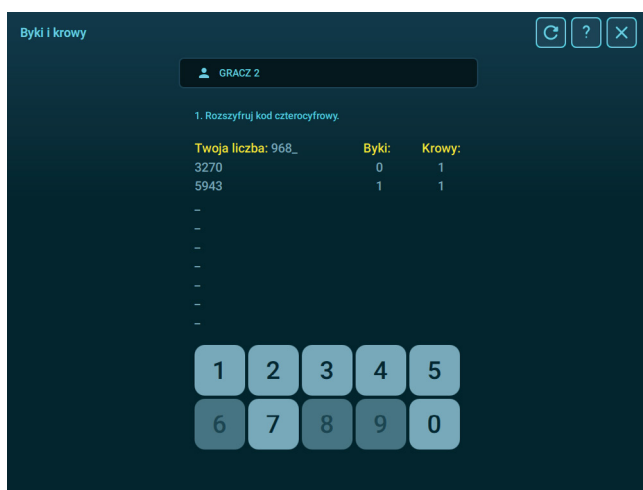 Byki i krowy
?
GRACZ 2
1. Rozszyfruj kod czterocyfrowy.
Twoja liczba: 968_ Byki: Krowy:
3270 0 1
5943 1 1
_
_
_
_
_
_
_
1 2 3 4 5
6 7 8 9 0